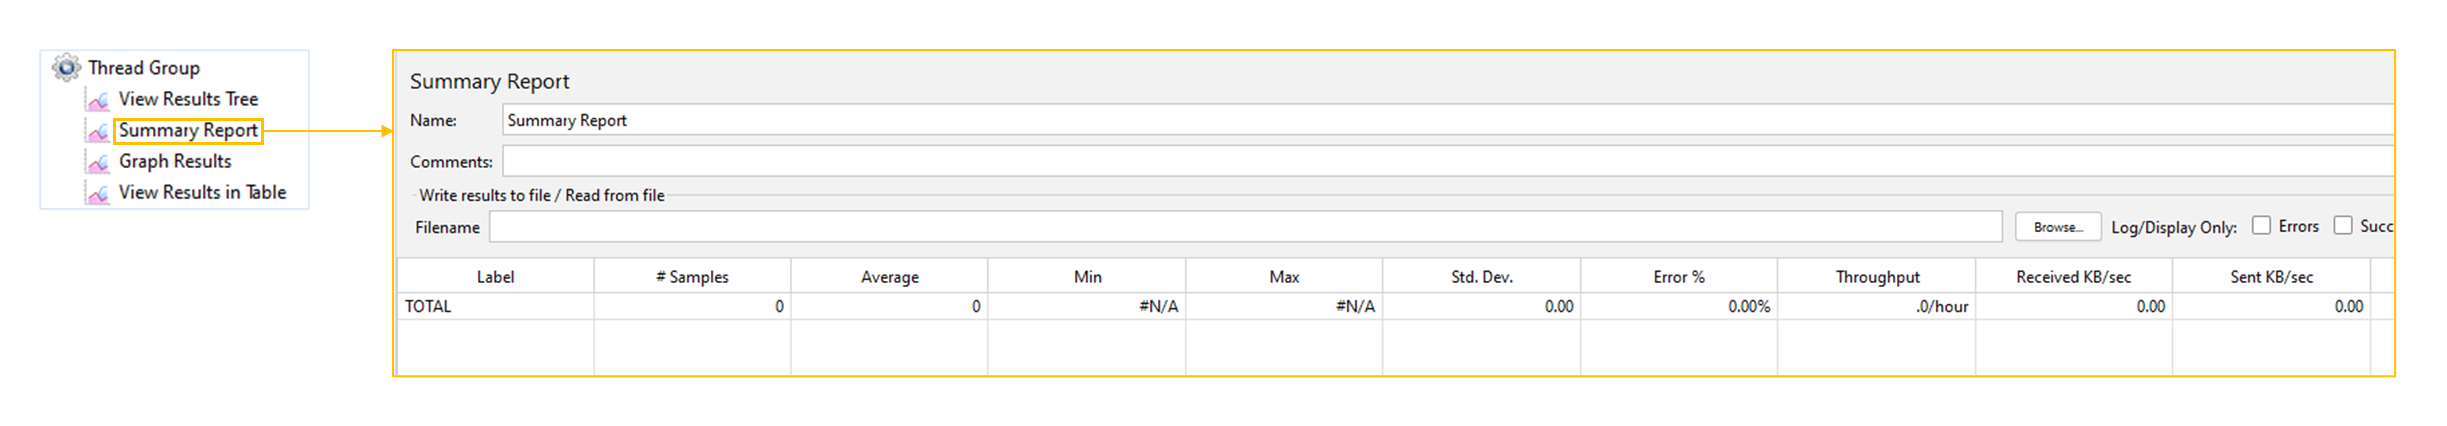 Thread Group
View Results Tree
Summary Report
Graph Results
View Results in Table
Summary Report
Name: Summary Report
Comments:
Write results to file / Read from file
Filename Browse... Log/Display Only: Errors Succ
Label # Samples Average Min Max Std. Dev. Error % Throughput Received KB/sec Sent KB/sec
TOTAL 0 0 #N/A #N/A 0.00 0.00% .0/hour 0.00 0.00